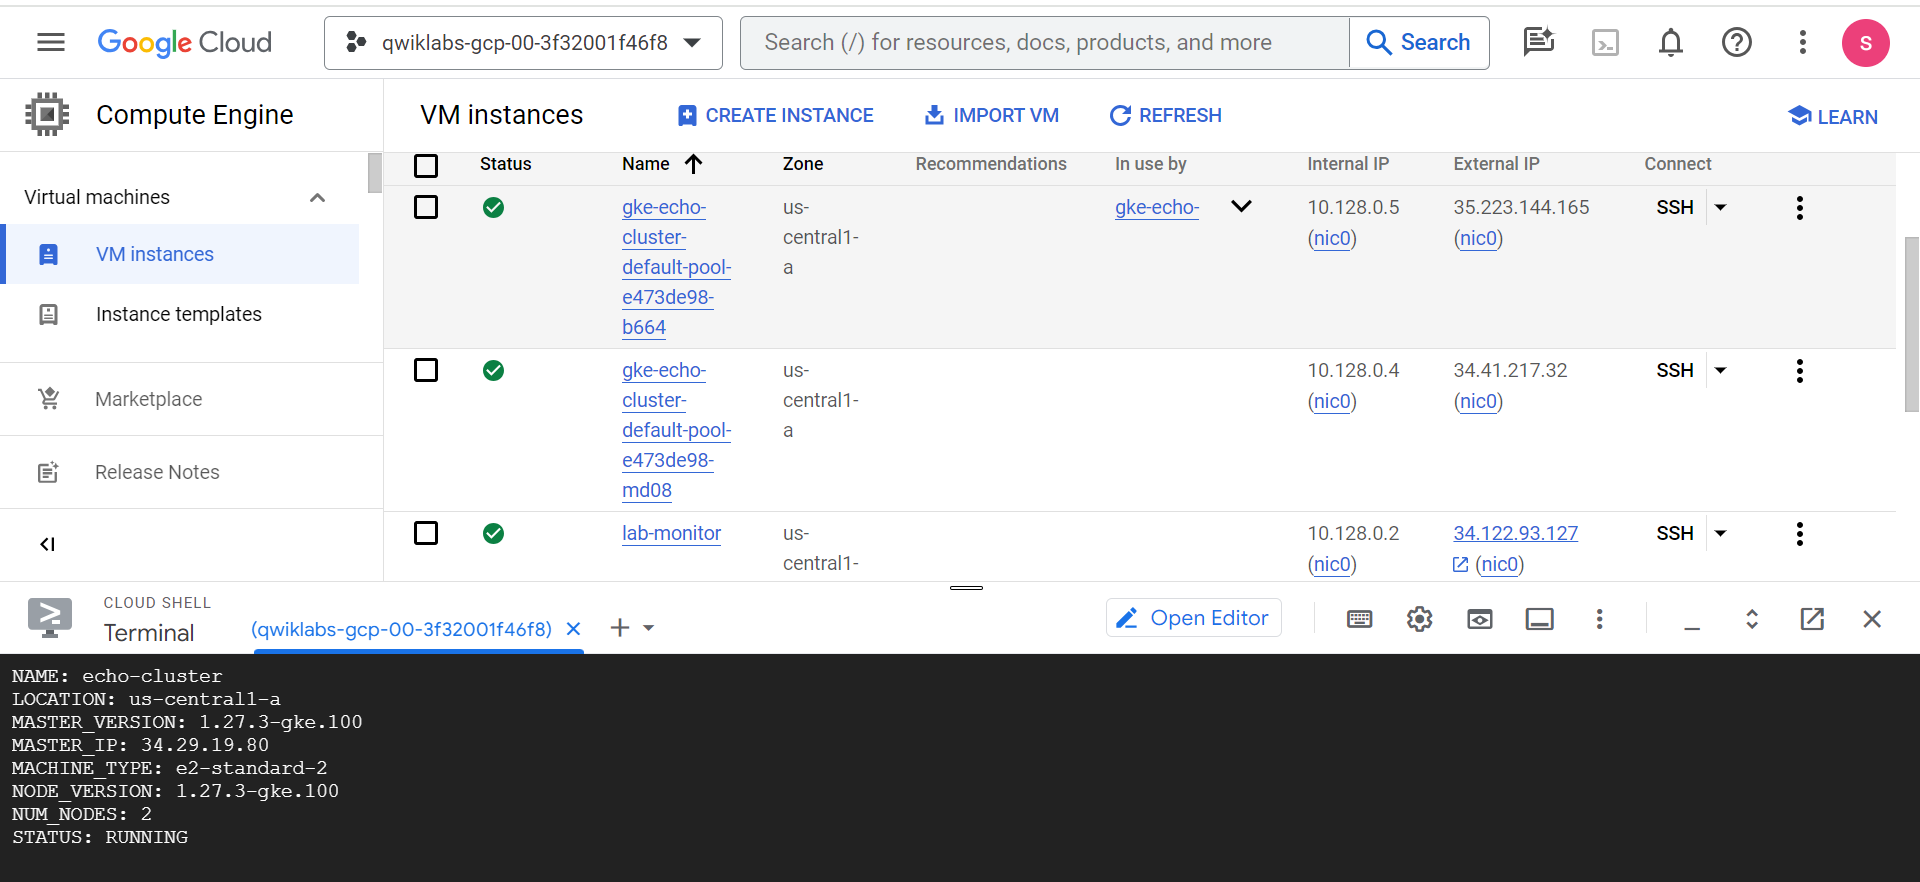 Google Cloud
qwiklabs-gcp-00-3f32001f46f8
Search (/) for resources, docs, products, and more
Search
S
Compute Engine
VM instances
CREATE INSTANCE
IMPORT VM
REFRESH
LEARN
Virtual machines
VM instances
Instance templates
Marketplace
Release Notes
Status Name Zone Recommendations In use by Internal IP External IP Connect
gke-echo- us- gke-echo- 10.128.0.5 35.223.144.165 SSH
cluster- central1- (nic0) (nic0)
default-pool- a
e473de98-
b664
gke-echo- us- 10.128.0.4 34.41.217.32 SSH
cluster- central1- (nic0) (nic0)
default-pool- a
e473de98-
md08
lab-monitor us- 10.128.0.2 34.122.93.127 SSH
central1- (nic0) (nic0)
CLOUD SHELL
Terminal
(qwiklabs-gcp-00-3f32001f46f8)
Open Editor
NAME: echo-cluster
LOCATION: us-central1-a
MASTER_VERSION: 1.27.3-gke.100
MASTER_IP: 34.29.19.80
MACHINE_TYPE: e2-standard-2
NODE_VERSION: 1.27.3-gke.100
NUM_NODES: 2
STATUS: RUNNING